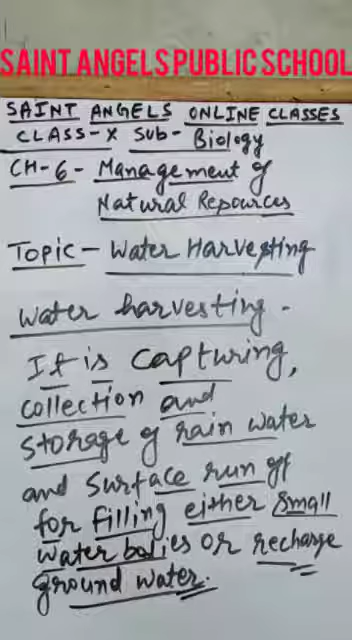 SAINT ANGELS PUBLIC SCHOOL
SAINT ANGELS ONLINE CLASSES
CLASS-X SUB- Biology
CH-6- Management of
Natural Resources
TOPIC- Water Harvesting
Water harvesting -
It is capturing,
collection and
storage of rain water
and surface run off
for filling either small
water bodies or recharge
ground water.